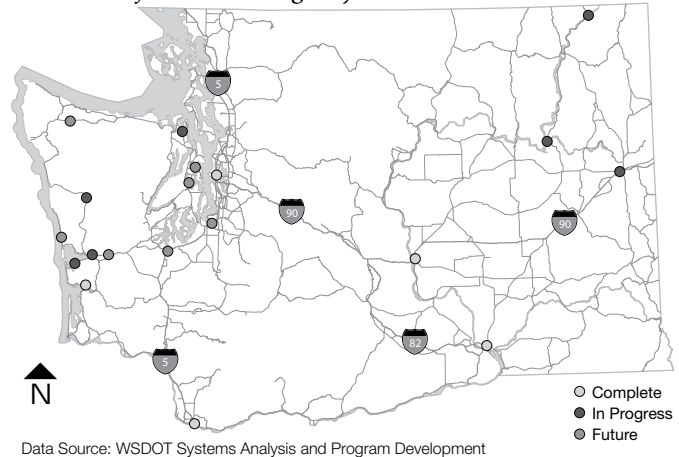 5
90
90
82
5
N
Complete
In Progress
Future
Data Source: WSDOT Systems Analysis and Program Development